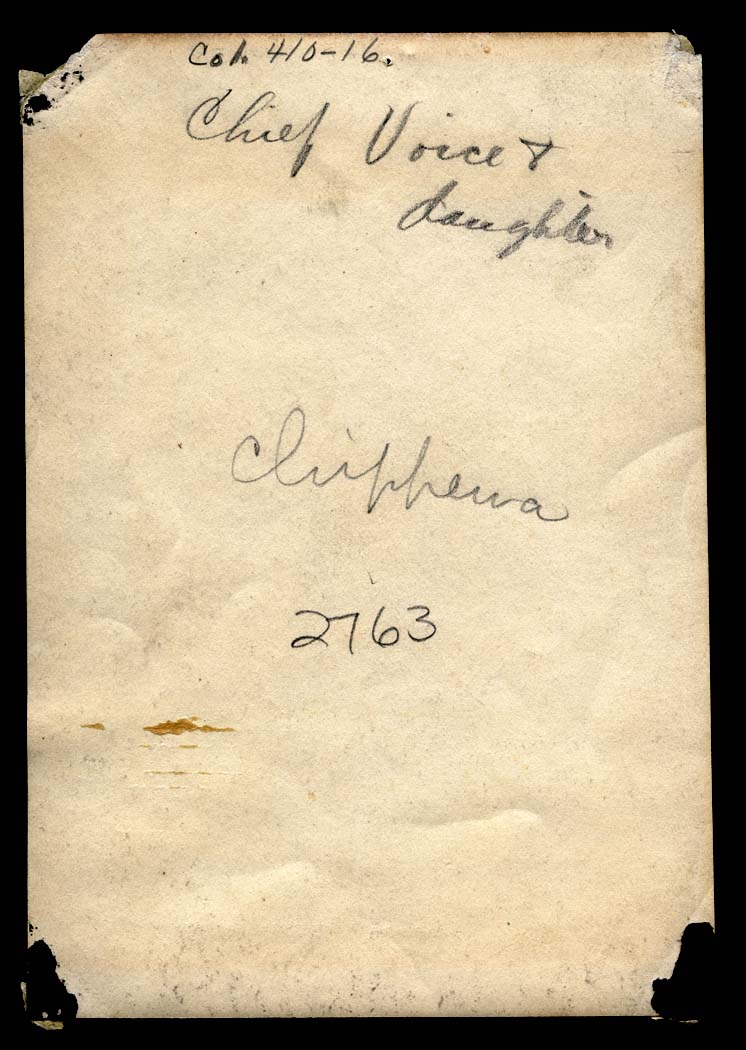 Col. 410-16.
Chief Voice &
daughter
Chippewa
2763